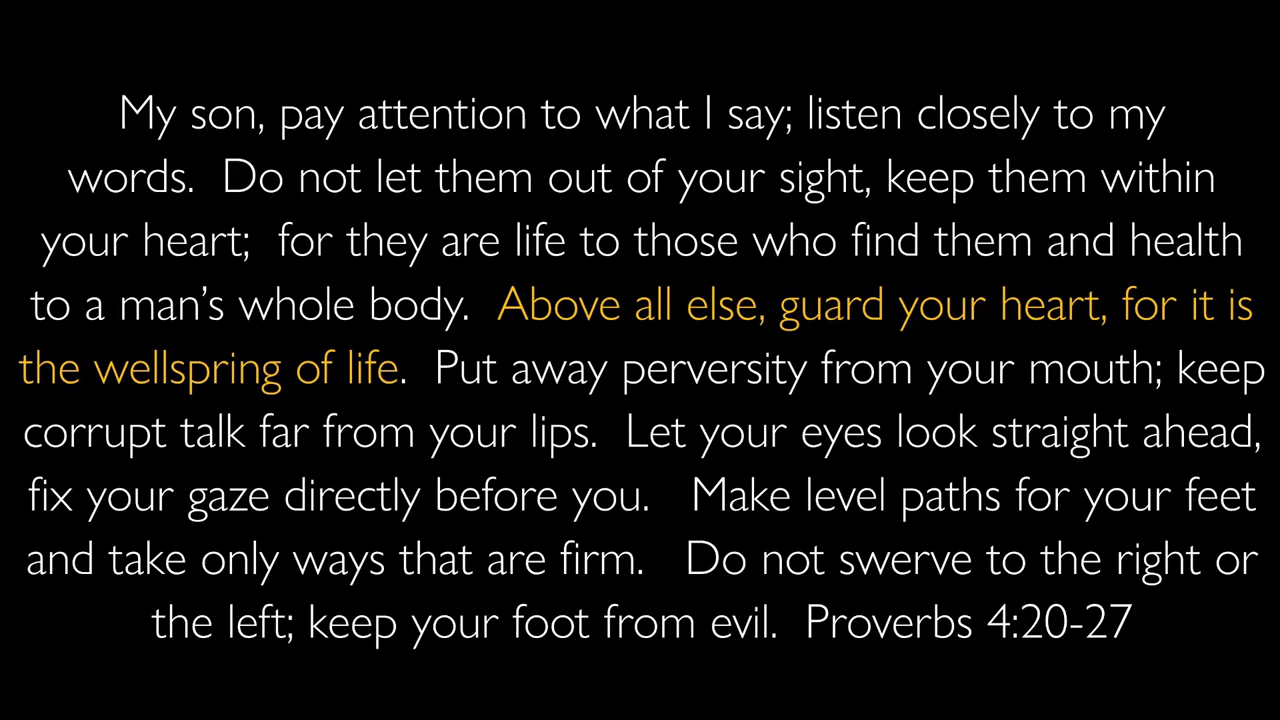 My son, pay attention to what I say; listen closely to my
words.  Do not let them out of your sight, keep them within
your heart;  for they are life to those who find them and health
to a man’s whole body.  Above all else, guard your heart, for it is
the wellspring of life.  Put away perversity from your mouth; keep
corrupt talk far from your lips.  Let your eyes look straight ahead,
fix your gaze directly before you.   Make level paths for your feet
and take only ways that are firm.   Do not swerve to the right or
the left; keep your foot from evil.  Proverbs 4:20-27